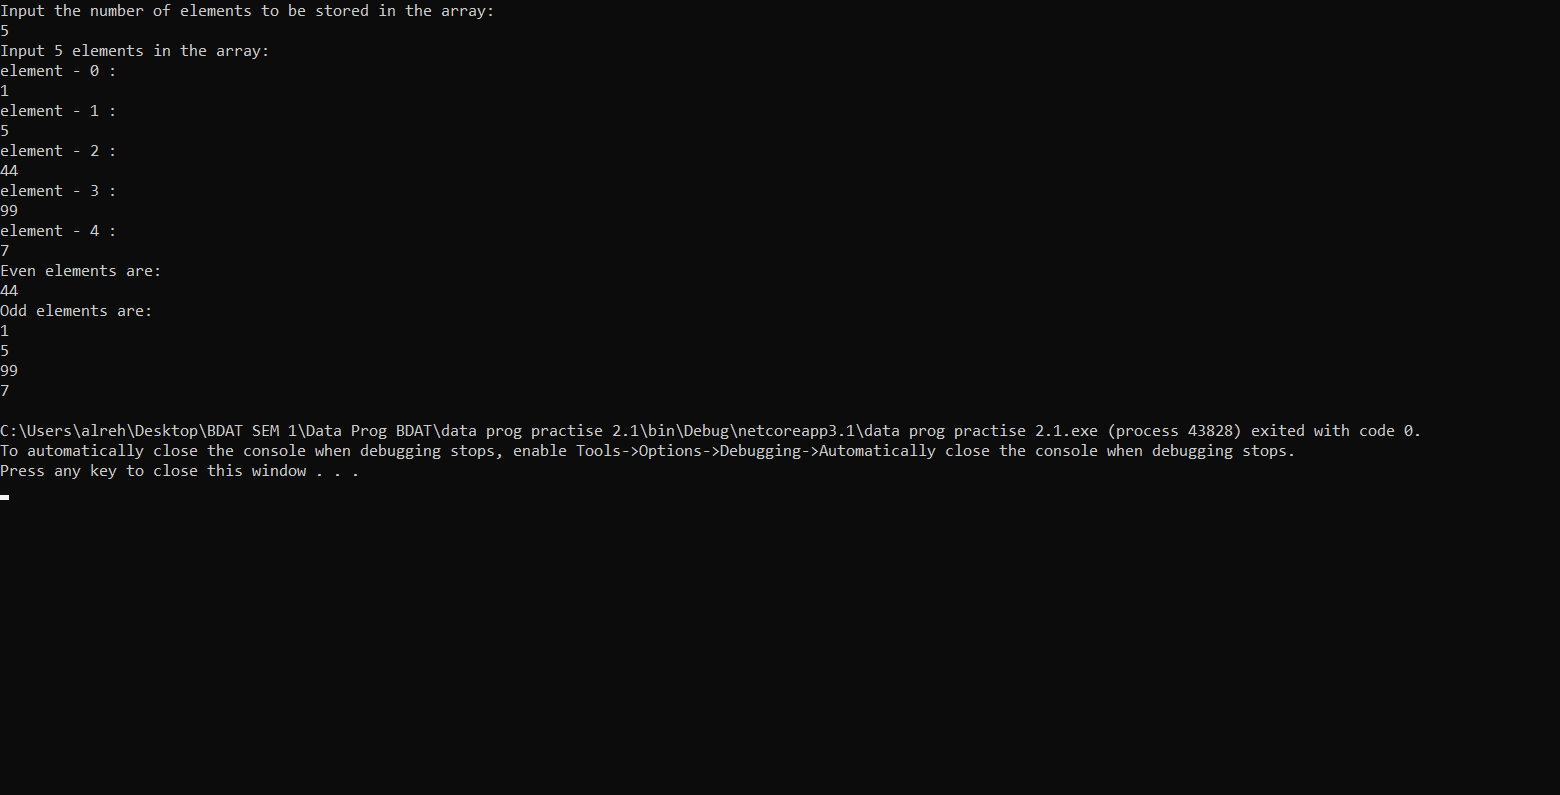 Input the number of elements to be stored in the array:
5
Input 5 elements in the array:
element - 0 :
1
element - 1 :
5
element - 2 :
44
element - 3 :
99
element - 4 :
7
Even elements are:
44
Odd elements are:
1
5
99
7
C:\Users\alreh\Desktop\BDAT SEM 1\Data Prog BDAT\data prog practise 2.1\bin\Debug\netcoreapp3.1\data prog practise 2.1.exe (process 43828) exited with code 0.
To automatically close the console when debugging stops, enable Tools->Options->Debugging->Automatically close the console when debugging stops.
Press any key to close this window . . .